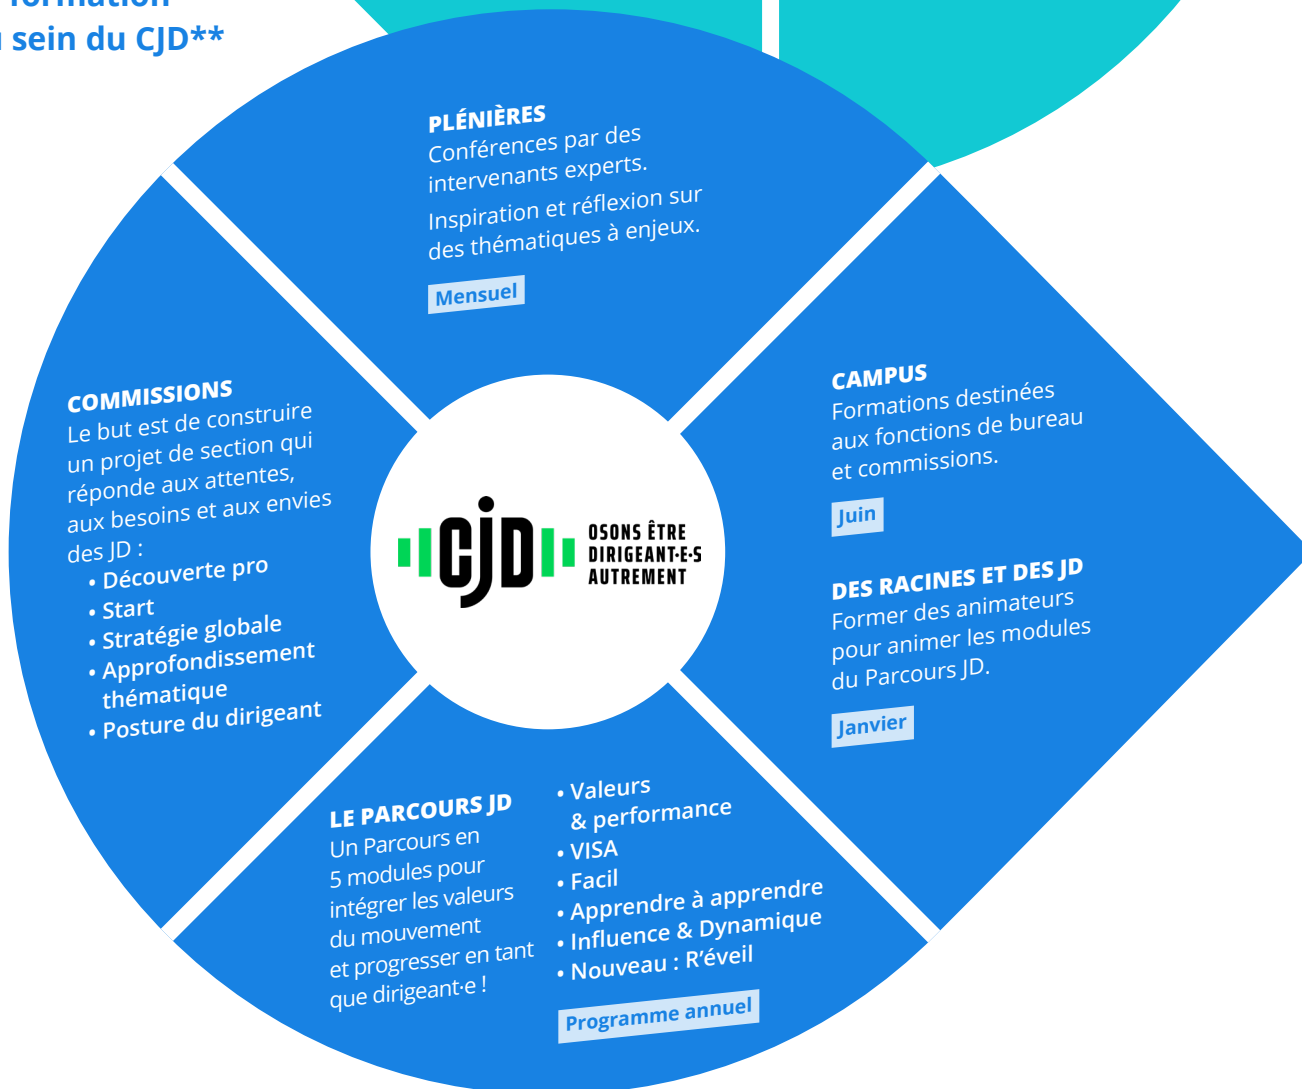 formation
sein du CJD**
PLÉNIÈRES
Conférences par des
intervenants experts.
Inspiration et réflexion sur
des thématiques à enjeux.
Mensuel
COMMISSIONS
Le but est de construire
un projet de section qui
réponde aux attentes,
aux besoins et aux envies
des JD :
• Découverte pro
• Start
• Stratégie globale
• Approfondissement
thématique
• Posture du dirigeant
CJD
OSONS ÊTRE
DIRIGEANT·E·S
AUTREMENT
CAMPUS
Formations destinées
aux fonctions de bureau
et commissions.
Juin
DES RACINES ET DES JD
Former des animateurs
pour animer les modules
du Parcours JD.
Janvier
LE PARCOURS JD
Un Parcours en
5 modules pour
intégrer les valeurs
du mouvement
et progresser en tant
que dirigeant·e !
• Valeurs
& performance
• VISA
• Facil
• Apprendre à apprendre
• Influence & Dynamique
• Nouveau : R’éveil
Programme annuel